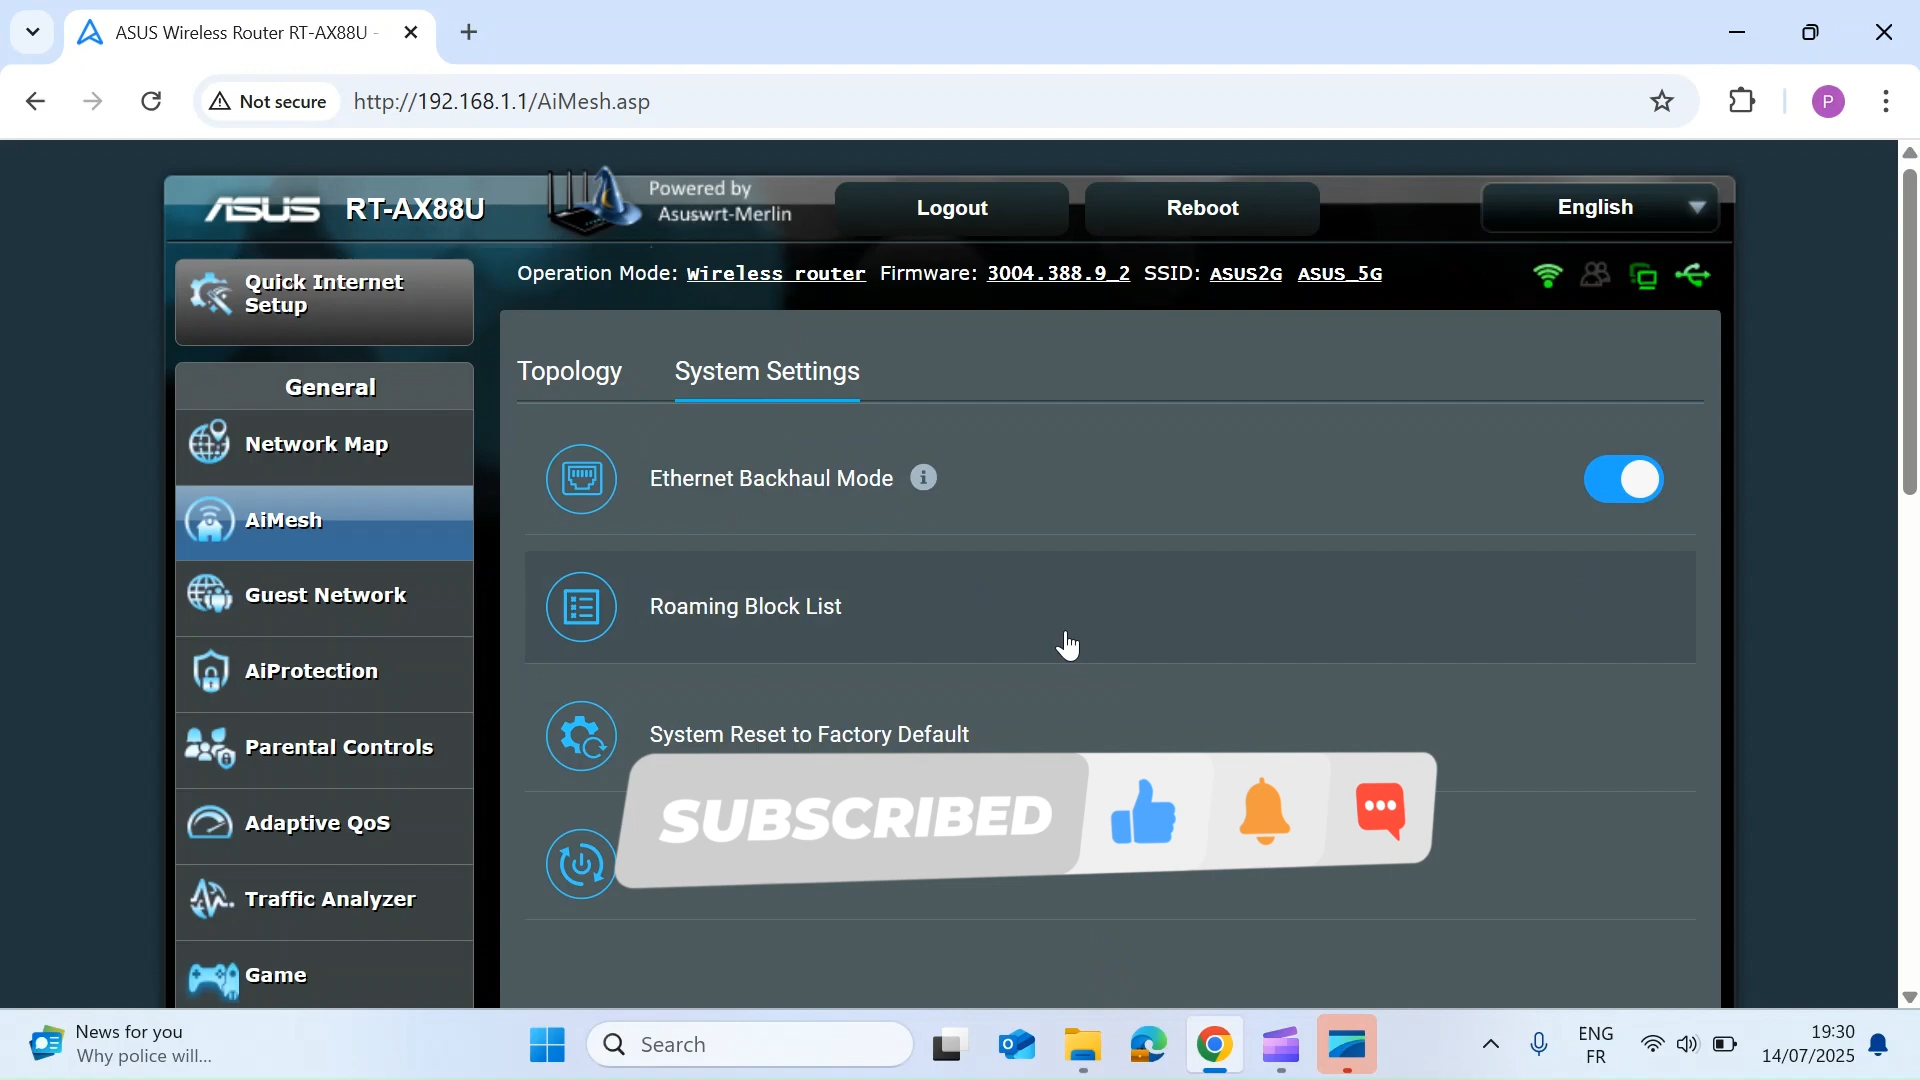 ASUS Wireless Router RT-AX88U -
Not secure
http://192.168.1.1/AiMesh.asp
P
ASUS RT-AX88U
Powered by
Asuswrt-Merlin
Logout
Reboot
English
Quick Internet
Setup
Operation Mode: Wireless router Firmware: 3004.388.9_2 SSID: ASUS2G ASUS_5G
General
Network Map
AiMesh
Guest Network
AiProtection
Parental Controls
Adaptive QoS
Traffic Analyzer
Game
Topology
System Settings
Ethernet Backhaul Mode
i
Roaming Block List
System Reset to Factory Default
SUBSCRIBED
News for you
Why police will...
Search
ENG
FR
19:30
14/07/2025